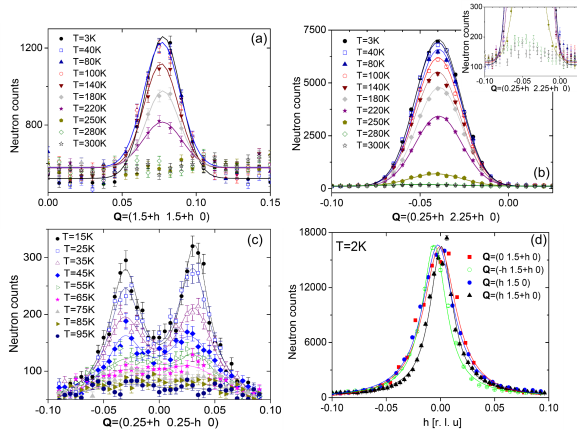 (a)
T=3K
T=40K
T=80K
T=100K
T=140K
T=180K
T=220K
T=250K
T=280K
T=300K
Neutron counts
1200
800
0.00
0.05
0.10
0.15
Q=(1.5+h 1.5+h 0)
(b)
T=3K
T=40K
T=80K
T=100K
T=140K
T=180K
T=220K
T=250K
T=280K
T=300K
Neutron counts
7500
5000
2500
0
-0.10
-0.05
0.00
Q=(0.25+h 2.25+h 0)
Neutron counts
300
200
100
-0.10
-0.05
0.00
Q=(0.25+h 2.25+h 0)
(c)
T=15K
T=25K
T=35K
T=45K
T=55K
T=65K
T=75K
T=85K
T=95K
Neutron counts
300
200
100
-0.10
-0.05
0.00
0.05
0.10
Q=(0.25+h 0.25-h 0)
(d)
T=2K
Q=(0 1.5+h 0)
Q=(-h 1.5+h 0)
Q=(h 1.5 0)
Q=(h 1.5+h 0)
Neutron counts
18000
12000
6000
0
-0.10
-0.05
0.00
0.05
0.10
h [r. l. u]